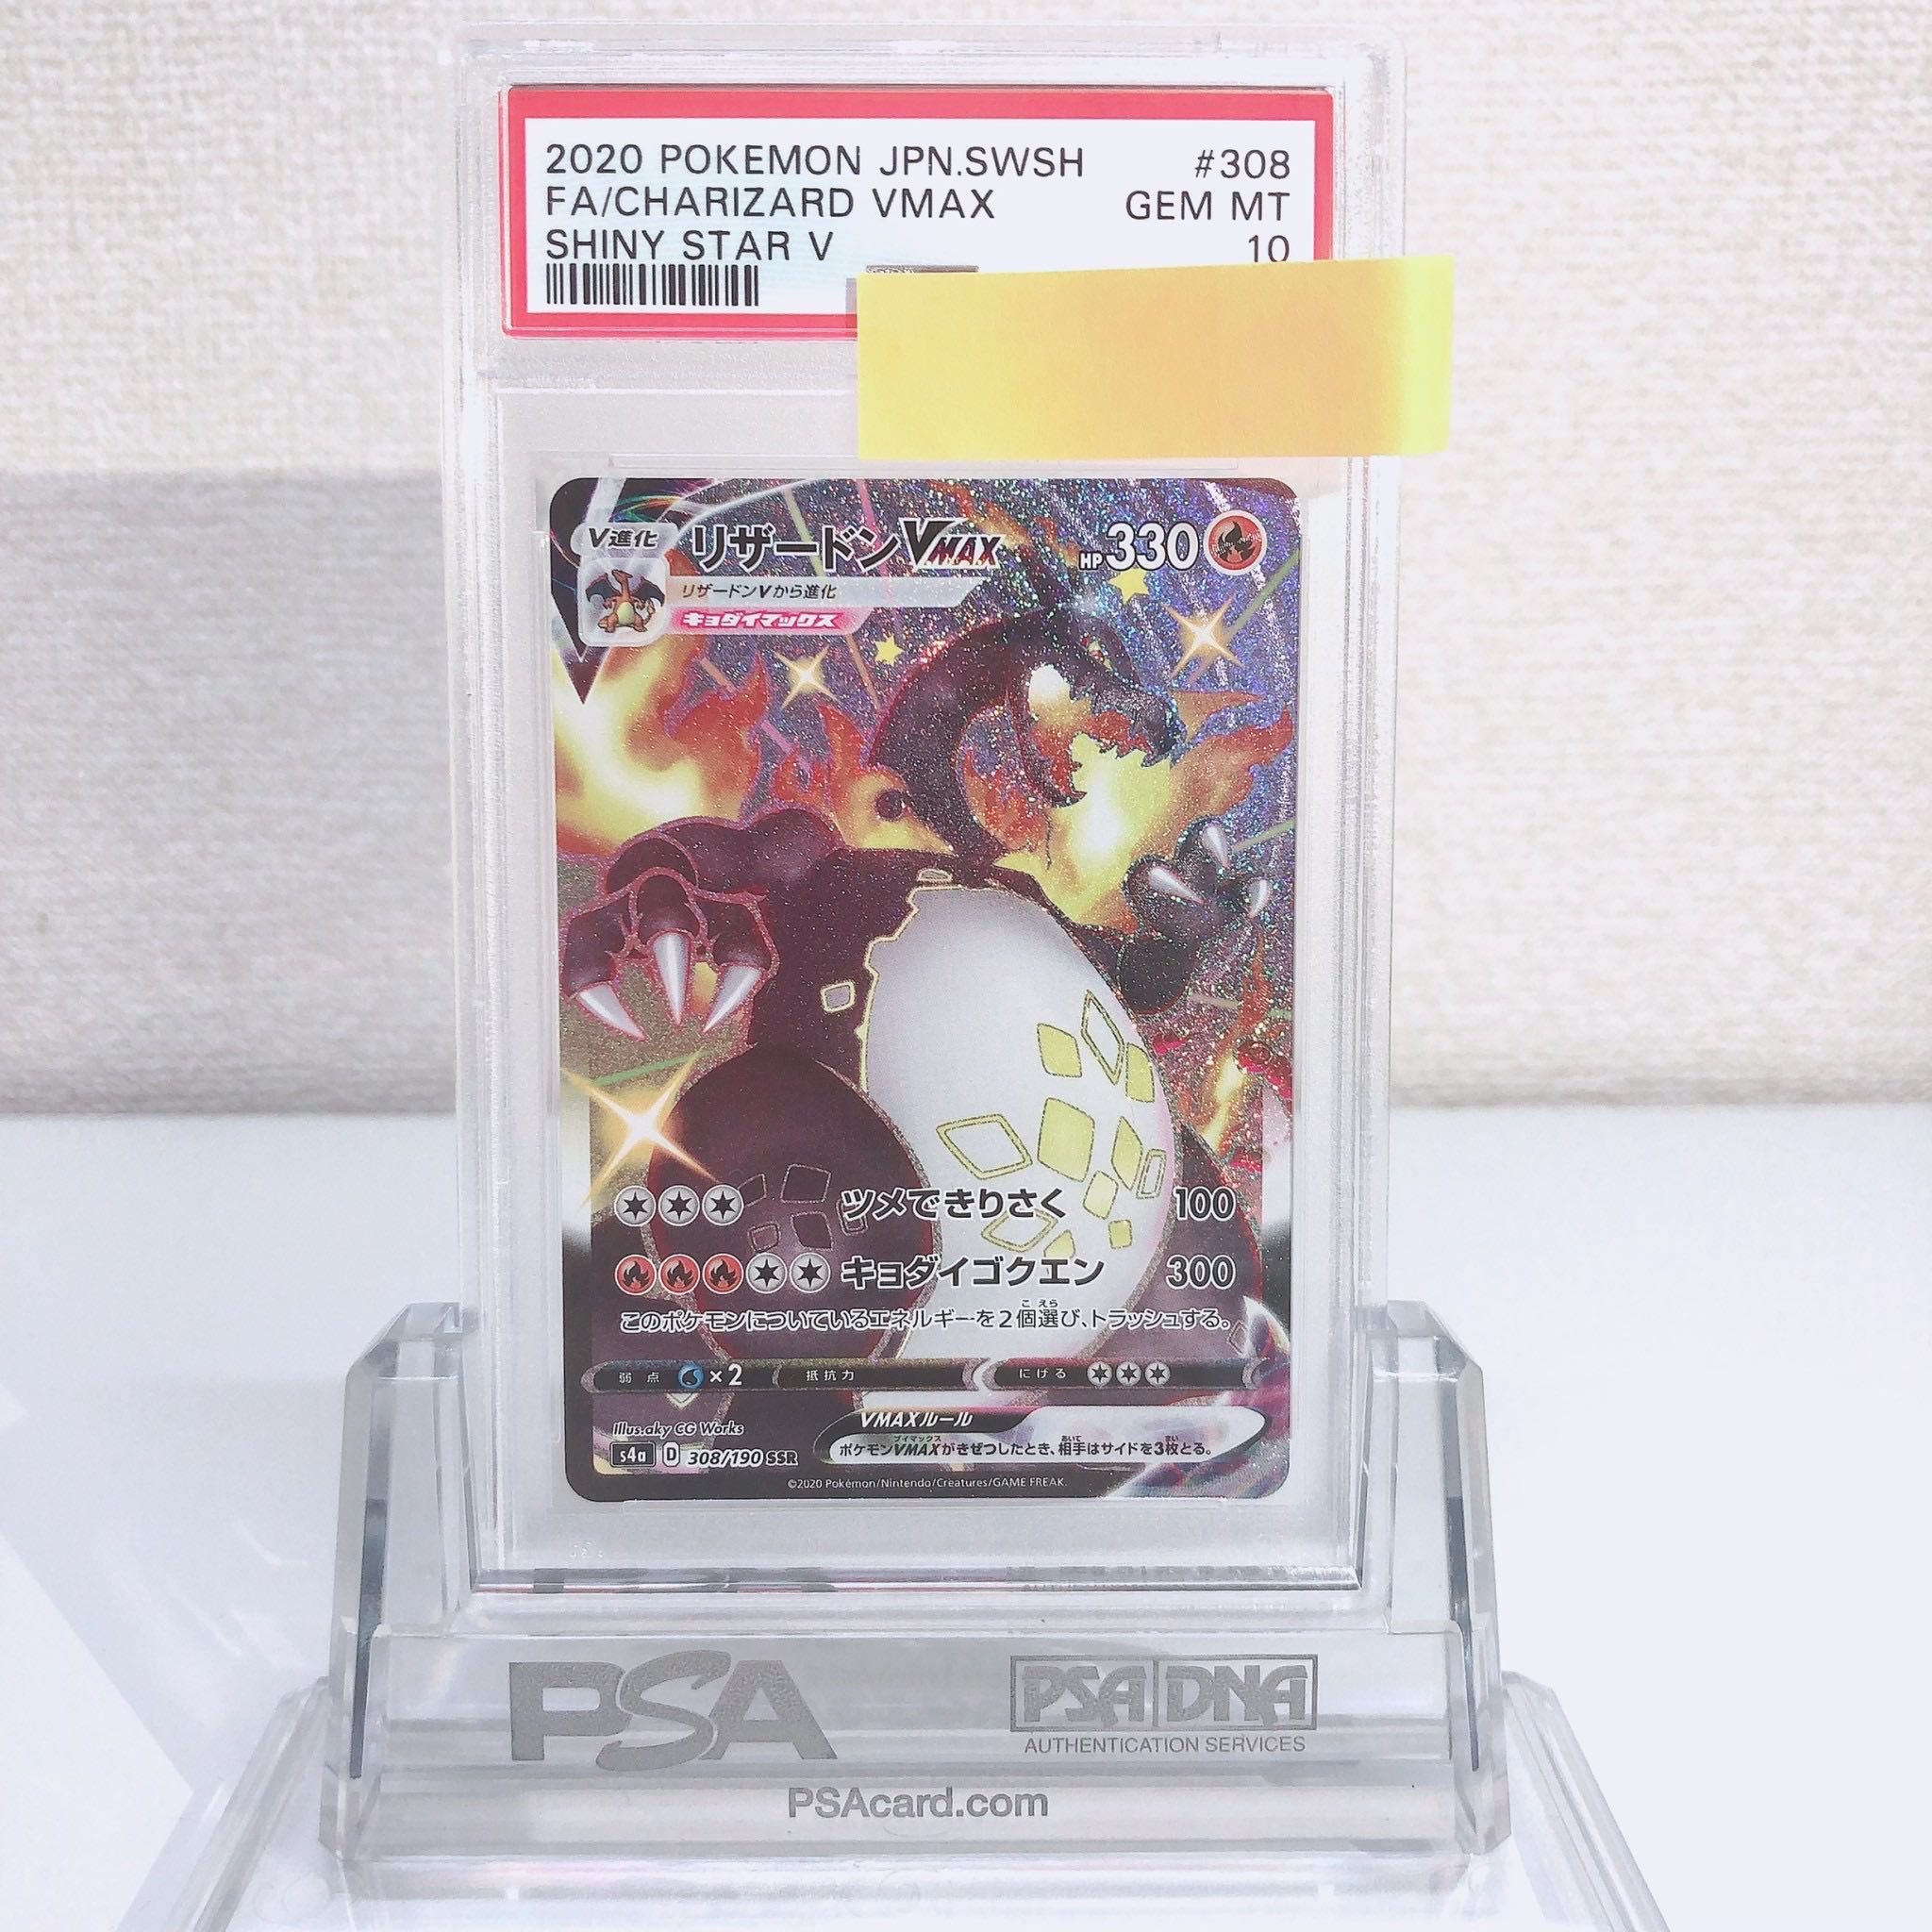 2020 POKEMON JPN.SWSH #308
FA/CHARIZARD VMAX GEM MT
SHINY STAR V 10
V進化 リザードンVMAX HP330
リザードンVから進化
キョダイマックス
ツメできりさく 100
キョダイゴクエン 300
このポケモンについているエネルギーを2個選び、トラッシュする。
弱点 ×2 抵抗力 にげる
Illus.aky CG Works
VMAXルール
ポケモンVMAXがきぜつしたとき、相手はサイドを3枚とる。
s4a D 308/190 SSR
©2020 Pokémon/Nintendo/Creatures/GAME FREAK.
PSA PSA DNA
AUTHENTICATION SERVICES
PSAcard.com